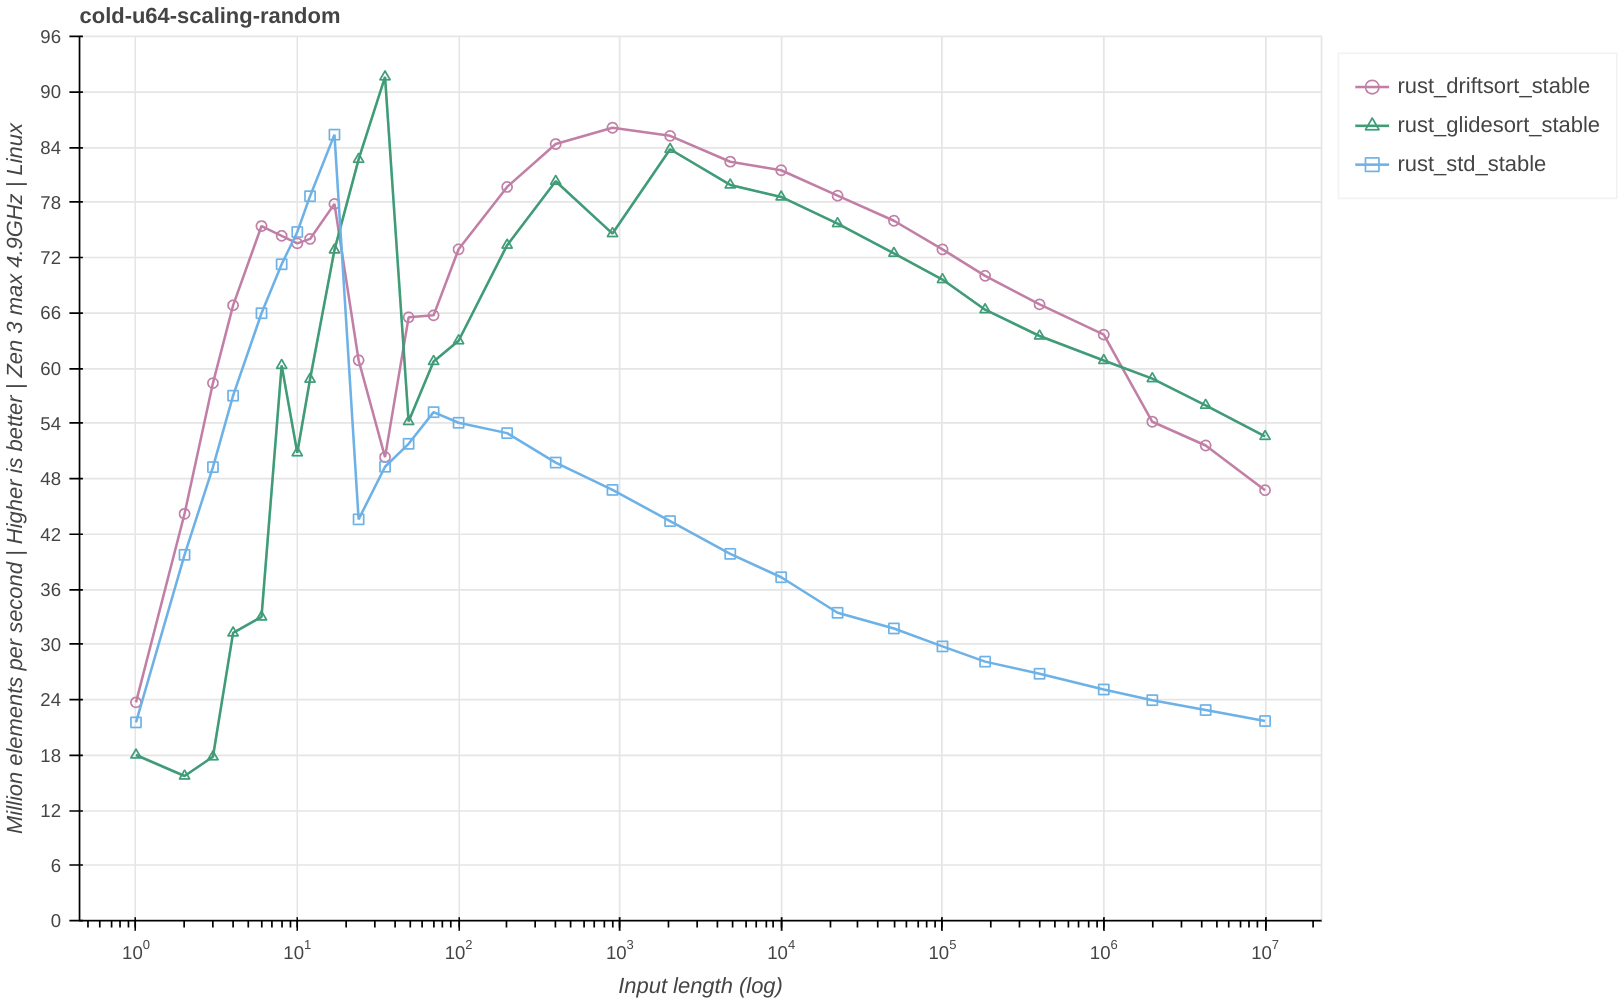 cold-u64-scaling-random
96
90
84
78
72
66
60
54
48
42
36
30
24
18
12
6
0
Million elements per second | Higher is better | Zen 3 max 4.9GHz | Linux
10⁰ 10¹ 10² 10³ 10⁴ 10⁵ 10⁶ 10⁷
Input length (log)
rust_driftsort_stable
rust_glidesort_stable
rust_std_stable